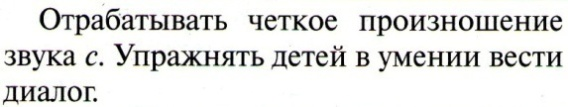 Отрабатывать четкое произношение
звука с. Упражнять детей в умении вести
диалог.